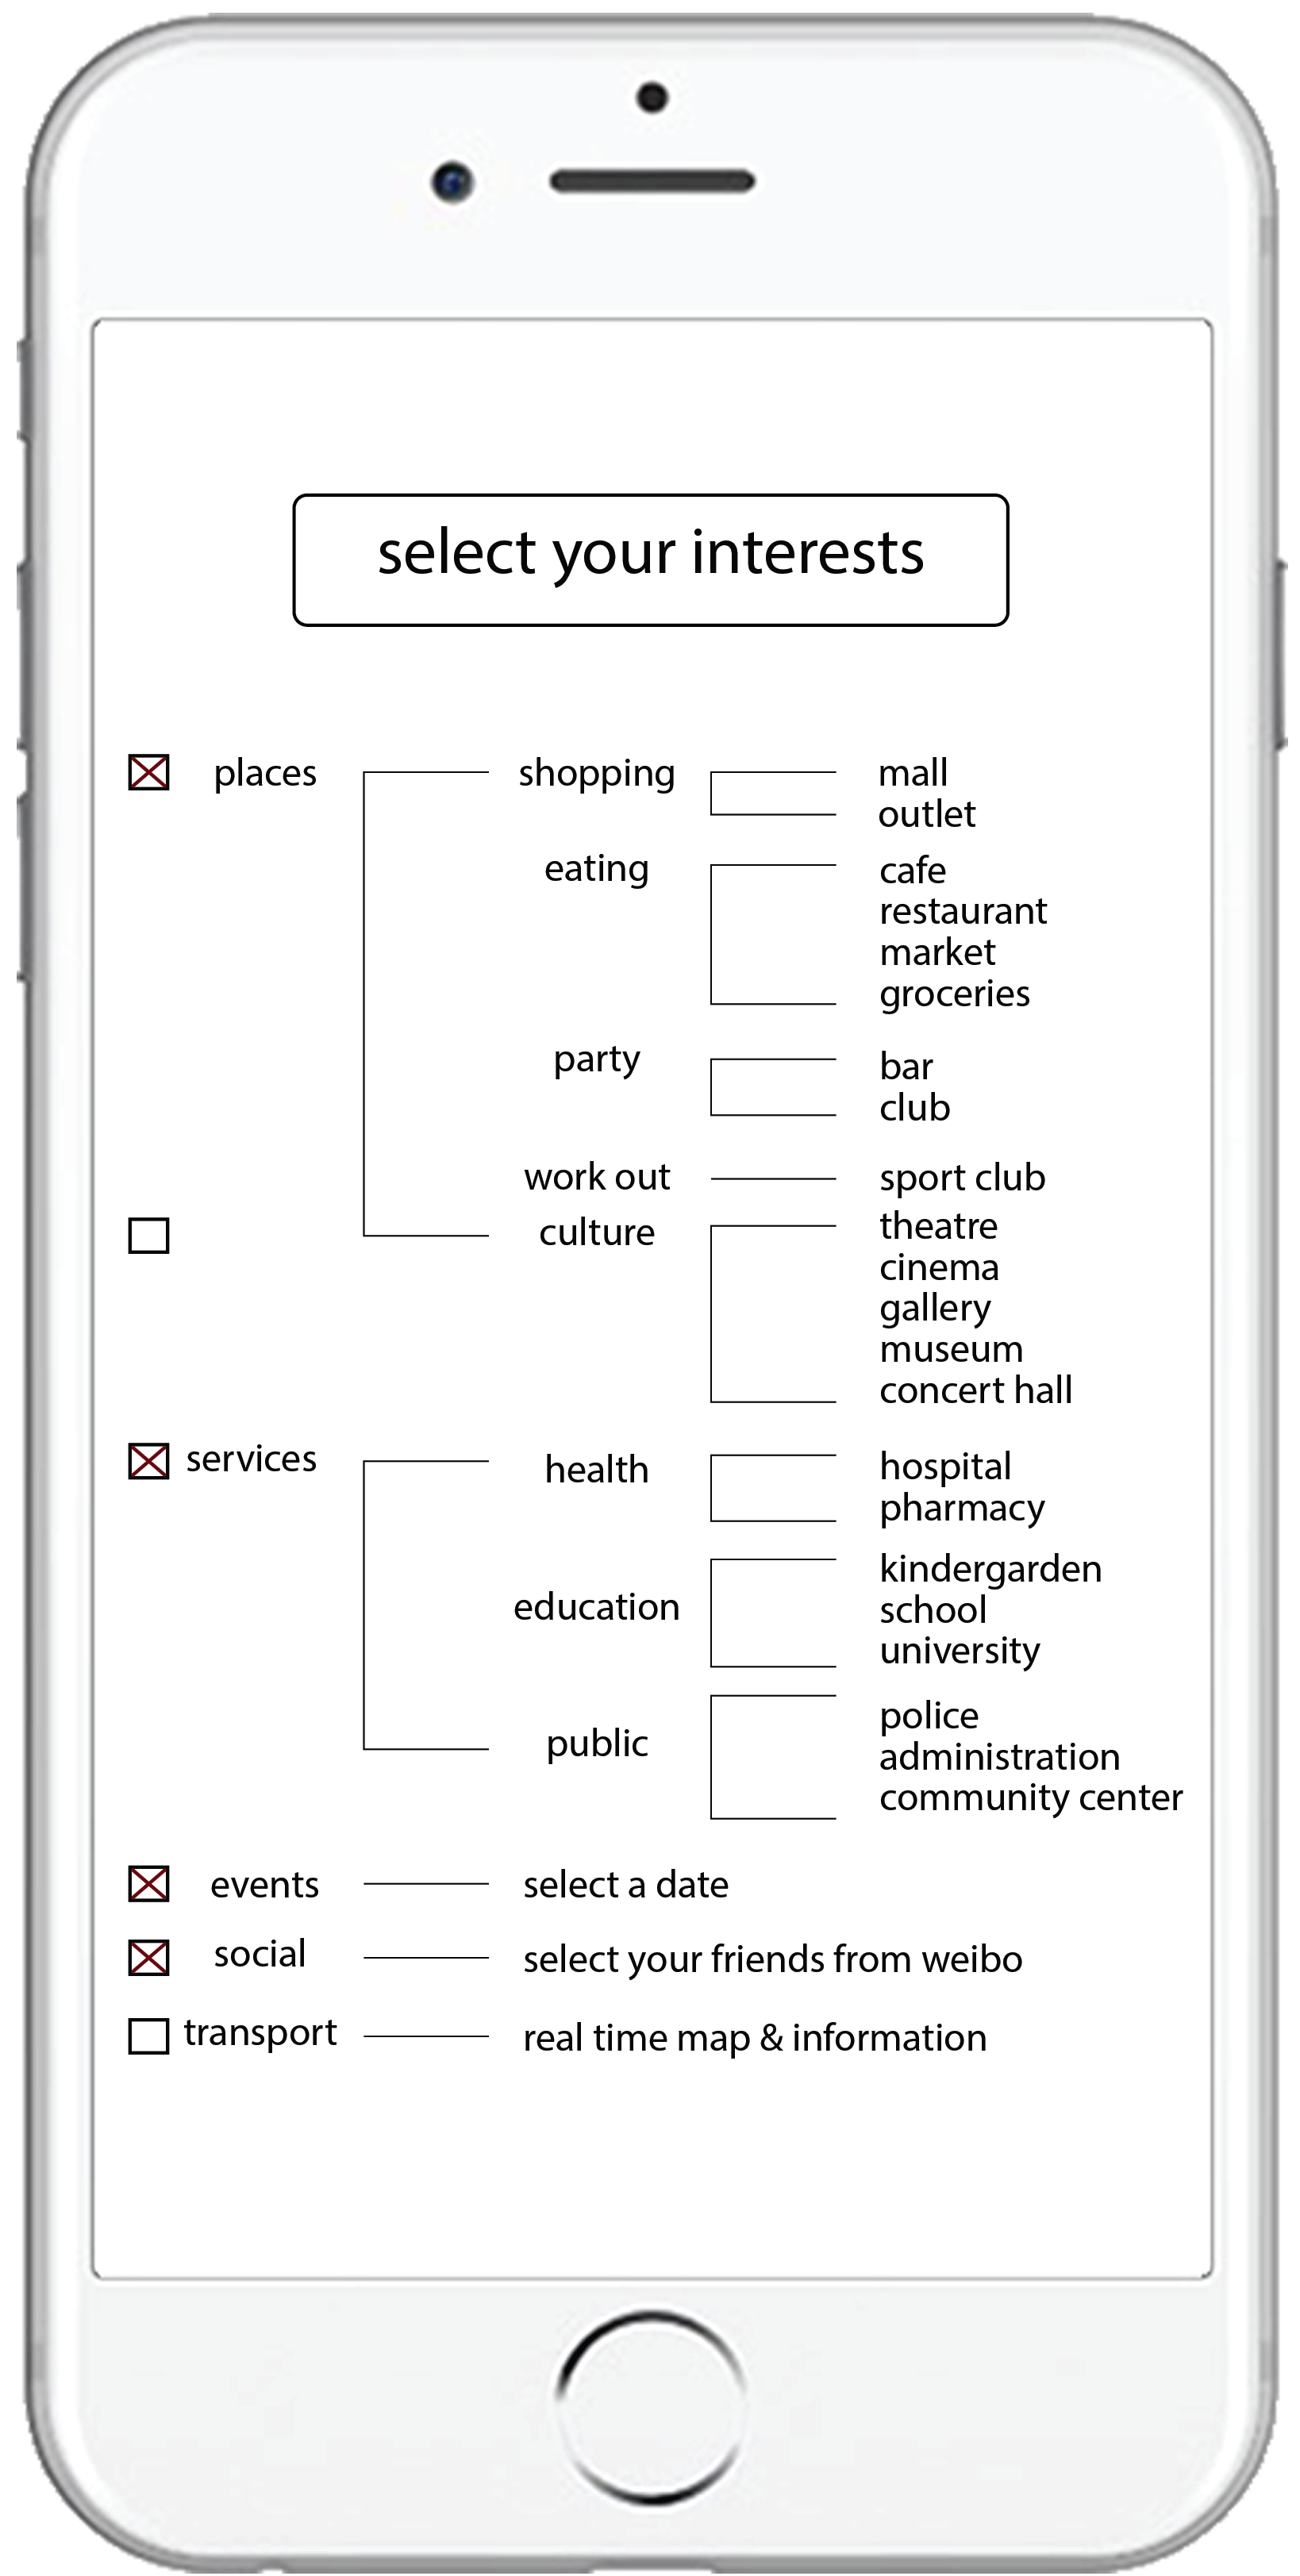 select your interests
places shopping mall
outlet
eating cafe
restaurant
market
groceries
party bar
club
work out sport club
culture theatre
cinema
gallery
museum
concert hall
services health hospital
pharmacy
kindergarden
education school
university
police
public administration
community center
events select a date
social select your friends from weibo
transport real time map & information